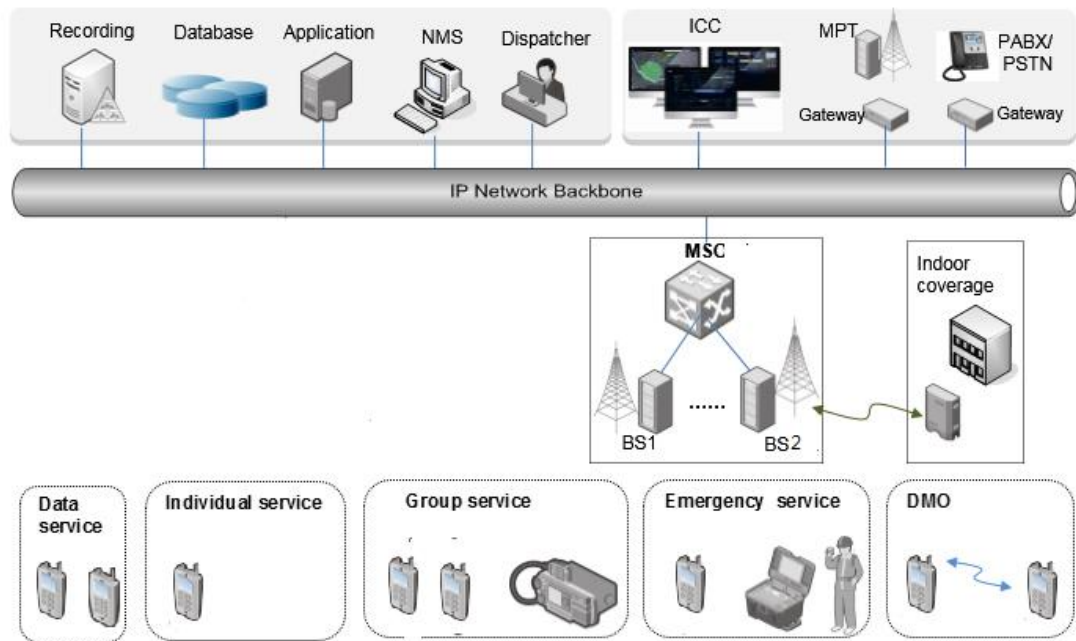 Recording
Database
Application
NMS
Dispatcher
ICC
MPT
PABX/
PSTN
Gateway
Gateway
IP Network Backbone
MSC
Indoor
coverage
......
BS1
BS2
Data
service
Individual service
Group service
Emergency service
DMO